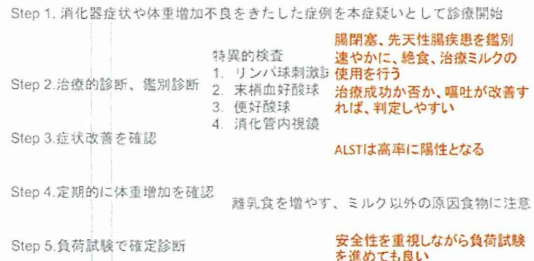 Step 1. 消化器症状や体重増加不良をきたした症例を本症疑いとして診療開始
腸閉塞、先天性腸疾患を鑑別
特異的検査
速やかに、絶食、治療ミルクの
1. リンパ球刺激試
使用を行う
Step 2.治療的診断、鑑別診断
2. 末梢血好酸球
治療成功か否か、嘔吐が改善す
3. 便好酸球
れば、判定しやすい
4. 消化管内視鏡
Step 3.症状改善を確認
ALSTは高率に陽性となる
Step 4.定期的に体重増加を確認
離乳食を増やす、ミルク以外の原因食物に注意
Step 5.負荷試験で確定診断
安全性を重視しながら負荷試験
を進めても良い